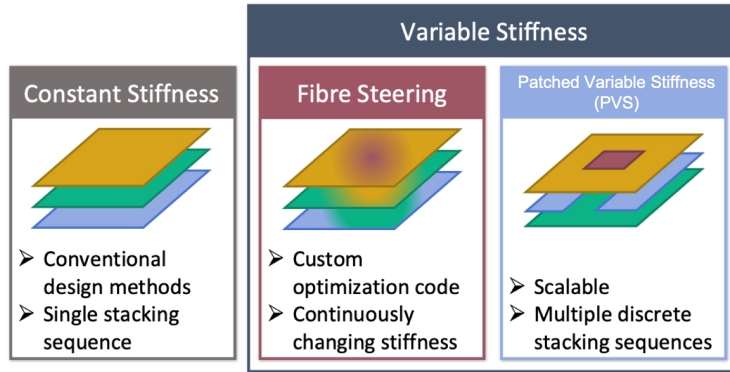 Variable Stiffness
Constant Stiffness
➢ Conventional
design methods
➢ Single stacking
sequence
Fibre Steering
➢ Custom
optimization code
➢ Continuously
changing stiffness
Patched Variable Stiffness
(PVS)
➢ Scalable
➢ Multiple discrete
stacking sequences